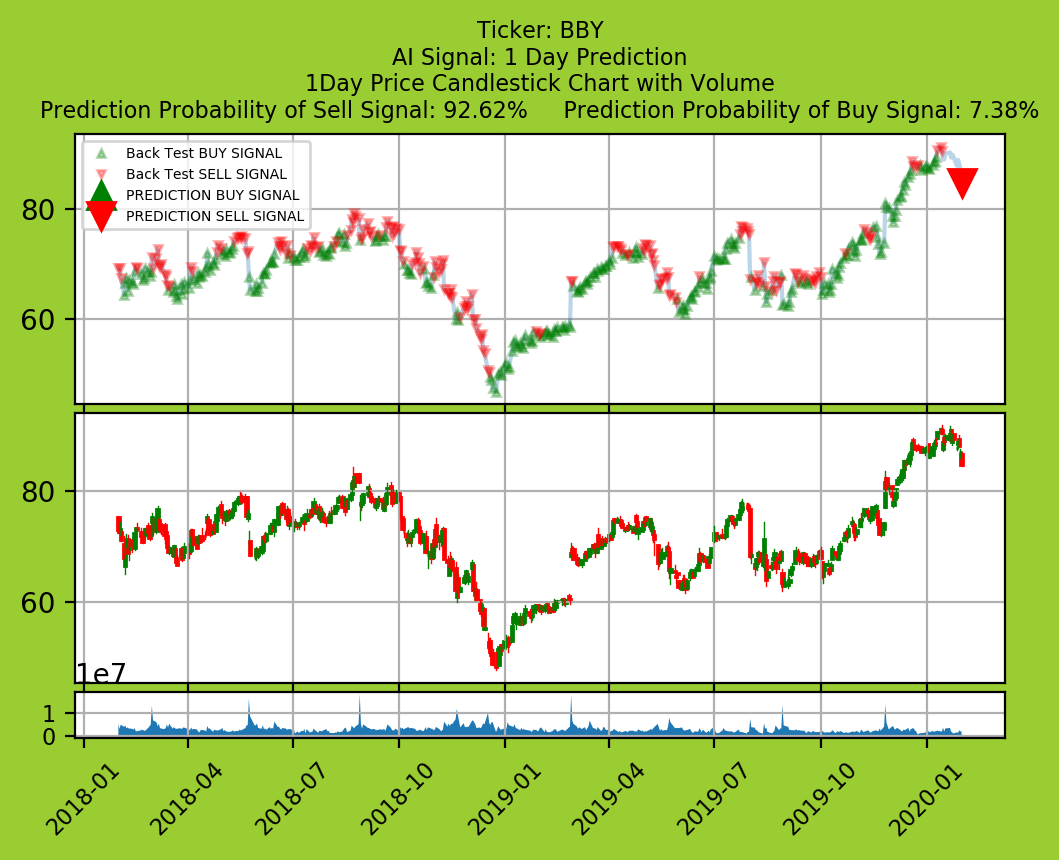 Ticker: BBY
AI Signal: 1 Day Prediction
1Day Price Candlestick Chart with Volume
Prediction Probability of Sell Signal: 92.62%     Prediction Probability of Buy Signal: 7.38%
Back Test BUY SIGNAL
Back Test SELL SIGNAL
PREDICTION BUY SIGNAL
PREDICTION SELL SIGNAL
80
60
80
60
1e7
1
0
2018-01
2018-04
2018-07
2018-10
2019-01
2019-04
2019-07
2019-10
2020-01